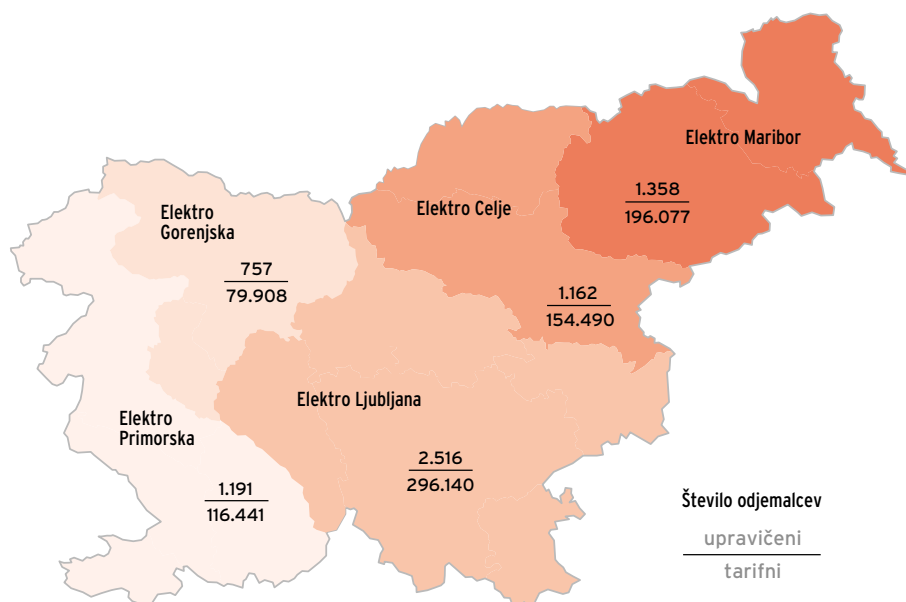 Elektro Maribor
1.358
196.077
Elektro Celje
1.162
154.490
Elektro
Gorenjska
757
79.908
Elektro Ljubljana
2.516
296.140
Elektro
Primorska
1.191
116.441
Število odjemalcev
upravičeni
tarifni